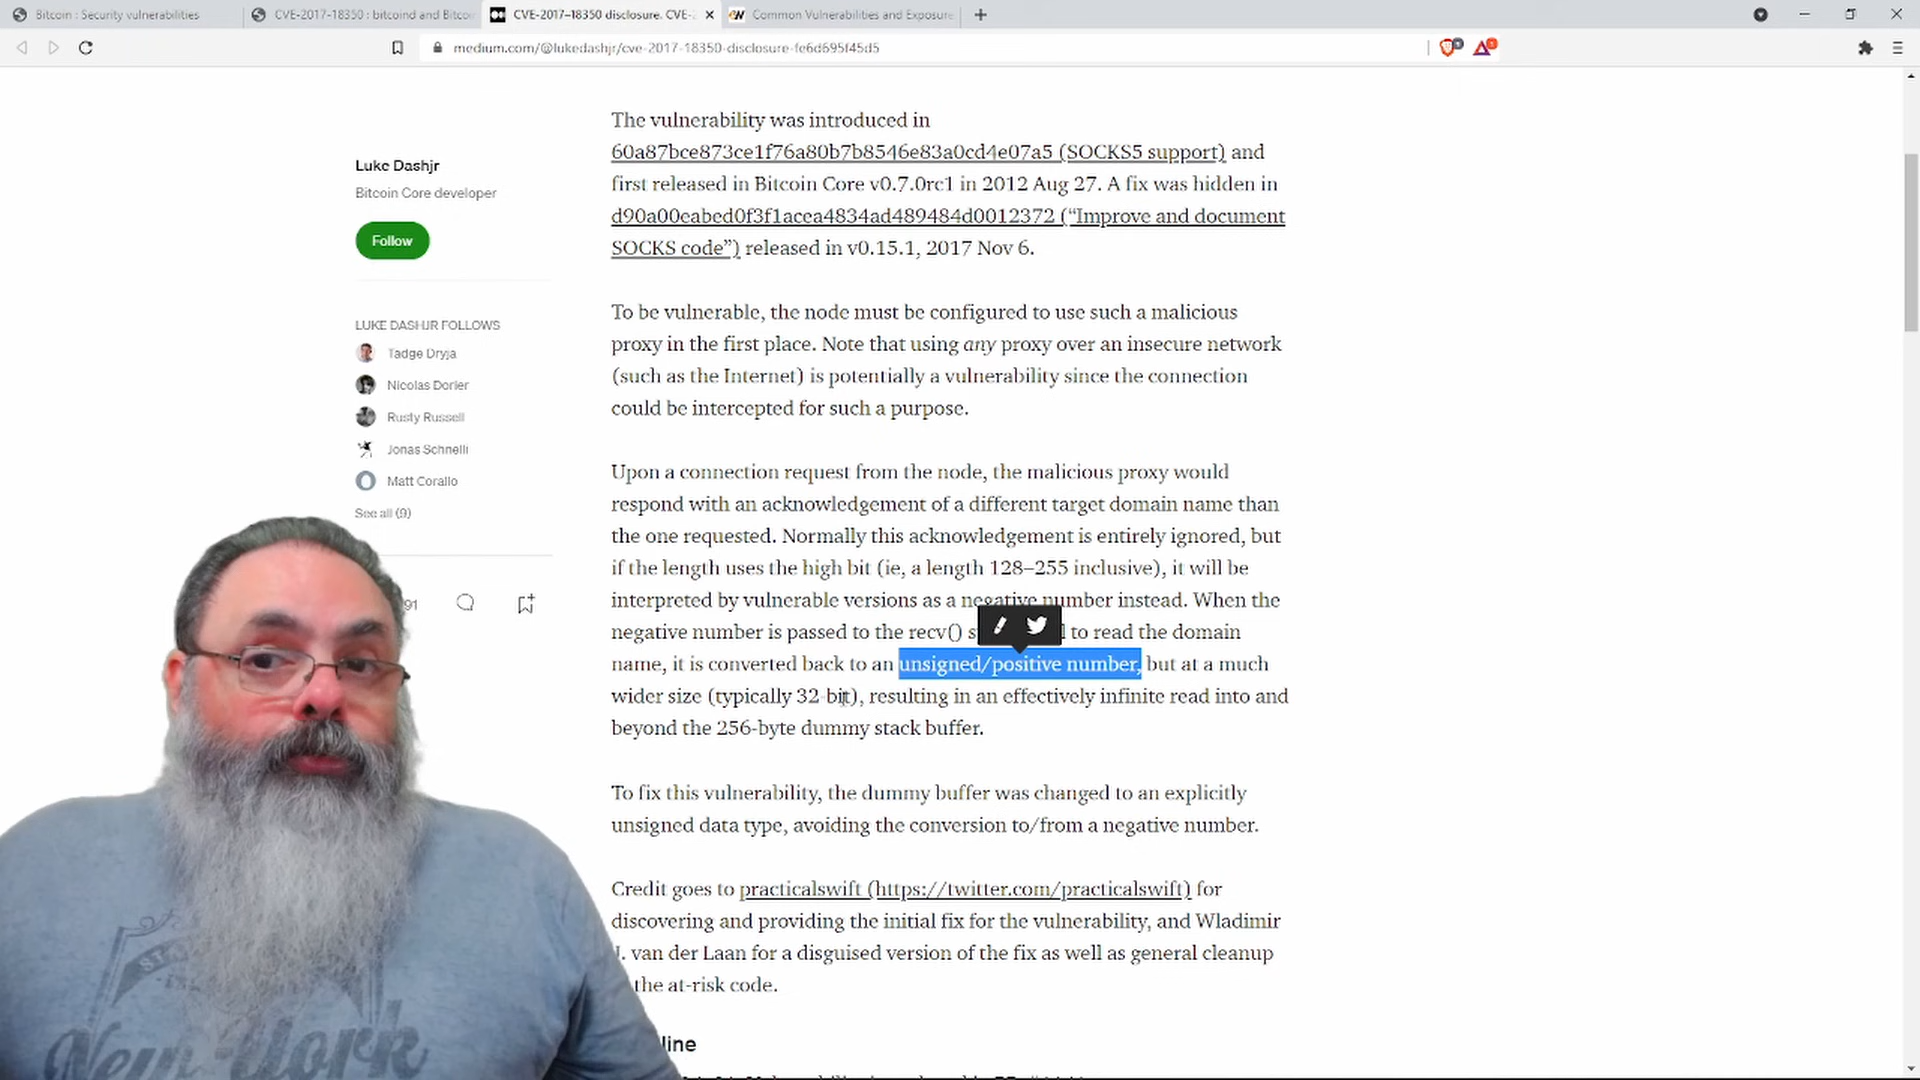 Bitcoin : Security vulnerabilities
CVE-2017-18350 : bitcoind and Bitcoi
CVE-2017–18350 disclosure. CVE-2
Common Vulnerabilities and Exposure
medium.com/@lukedashjr/cve-2017-18350-disclosure-fe6d695f45d5
Luke Dashjr
Bitcoin Core developer
Follow
LUKE DASHJR FOLLOWS
Tadge Dryja
Nicolas Dorier
Rusty Russell
Jonas Schnelli
Matt Corallo
See all (9)
91
The vulnerability was introduced in
60a87bce873ce1f76a80b7b8546e83a0cd4e07a5 (SOCKS5 support) and
first released in Bitcoin Core v0.7.0rc1 in 2012 Aug 27. A fix was hidden in
d90a00eabed0f3f1acea4834ad489484d0012372 (“Improve and document
SOCKS code”) released in v0.15.1, 2017 Nov 6.
To be vulnerable, the node must be configured to use such a malicious
proxy in the first place. Note that using any proxy over an insecure network
(such as the Internet) is potentially a vulnerability since the connection
could be intercepted for such a purpose.
Upon a connection request from the node, the malicious proxy would
respond with an acknowledgement of a different target domain name than
the one requested. Normally this acknowledgement is entirely ignored, but
if the length uses the high bit (ie, a length 128–255 inclusive), it will be
interpreted by vulnerable versions as a negative number instead. When the
negative number is passed to the recv() s to read the domain
name, it is converted back to an unsigned/positive number, but at a much
wider size (typically 32-bit), resulting in an effectively infinite read into and
beyond the 256-byte dummy stack buffer.
To fix this vulnerability, the dummy buffer was changed to an explicitly
unsigned data type, avoiding the conversion to/from a negative number.
Credit goes to practicalswift (https://twitter.com/practicalswift) for
discovering and providing the initial fix for the vulnerability, and Wladimir
J. van der Laan for a disguised version of the fix as well as general cleanup
the at-risk code.
line
New York